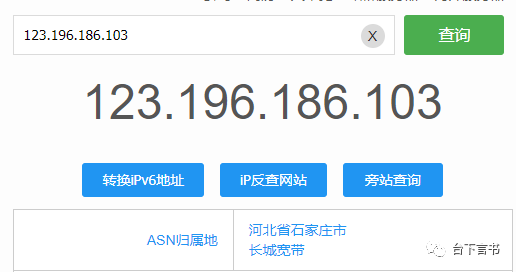 123.196.186.103
X
查询
123.196.186.103
转换IPv6地址
iP反查网站
旁站查询
ASN归属地
河北省石家庄市
长城宽带
台下言书